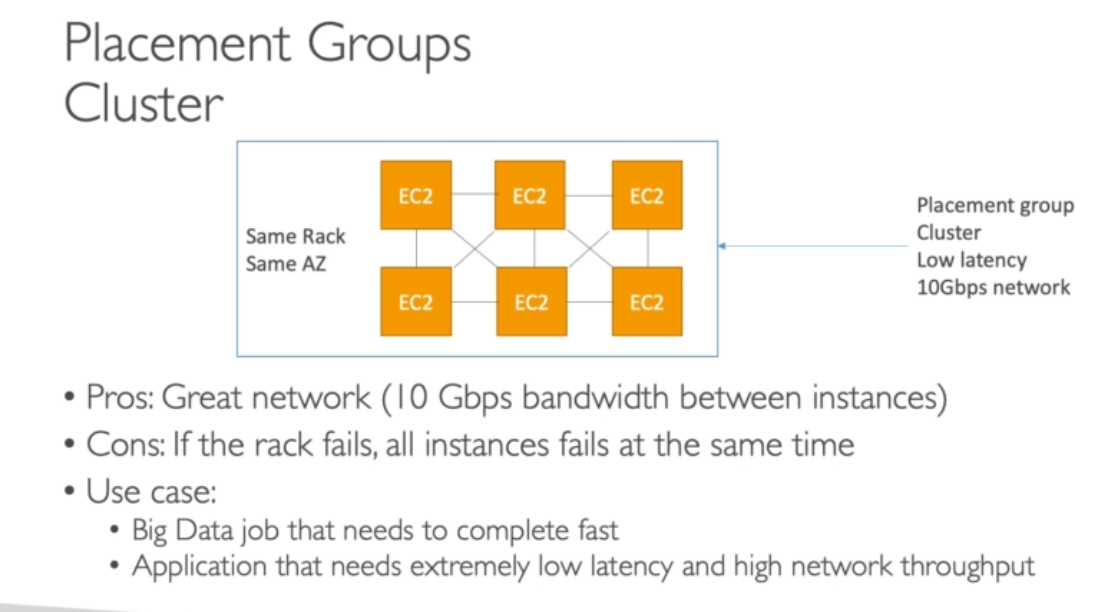 Placement Groups
Cluster
EC2 EC2 EC2
Same Rack
Same AZ
EC2 EC2 EC2
Placement group
Cluster
Low latency
10Gbps network
• Pros: Great network (10 Gbps bandwidth between instances)
• Cons: If the rack fails, all instances fails at the same time
• Use case:
• Big Data job that needs to complete fast
• Application that needs extremely low latency and high network throughput